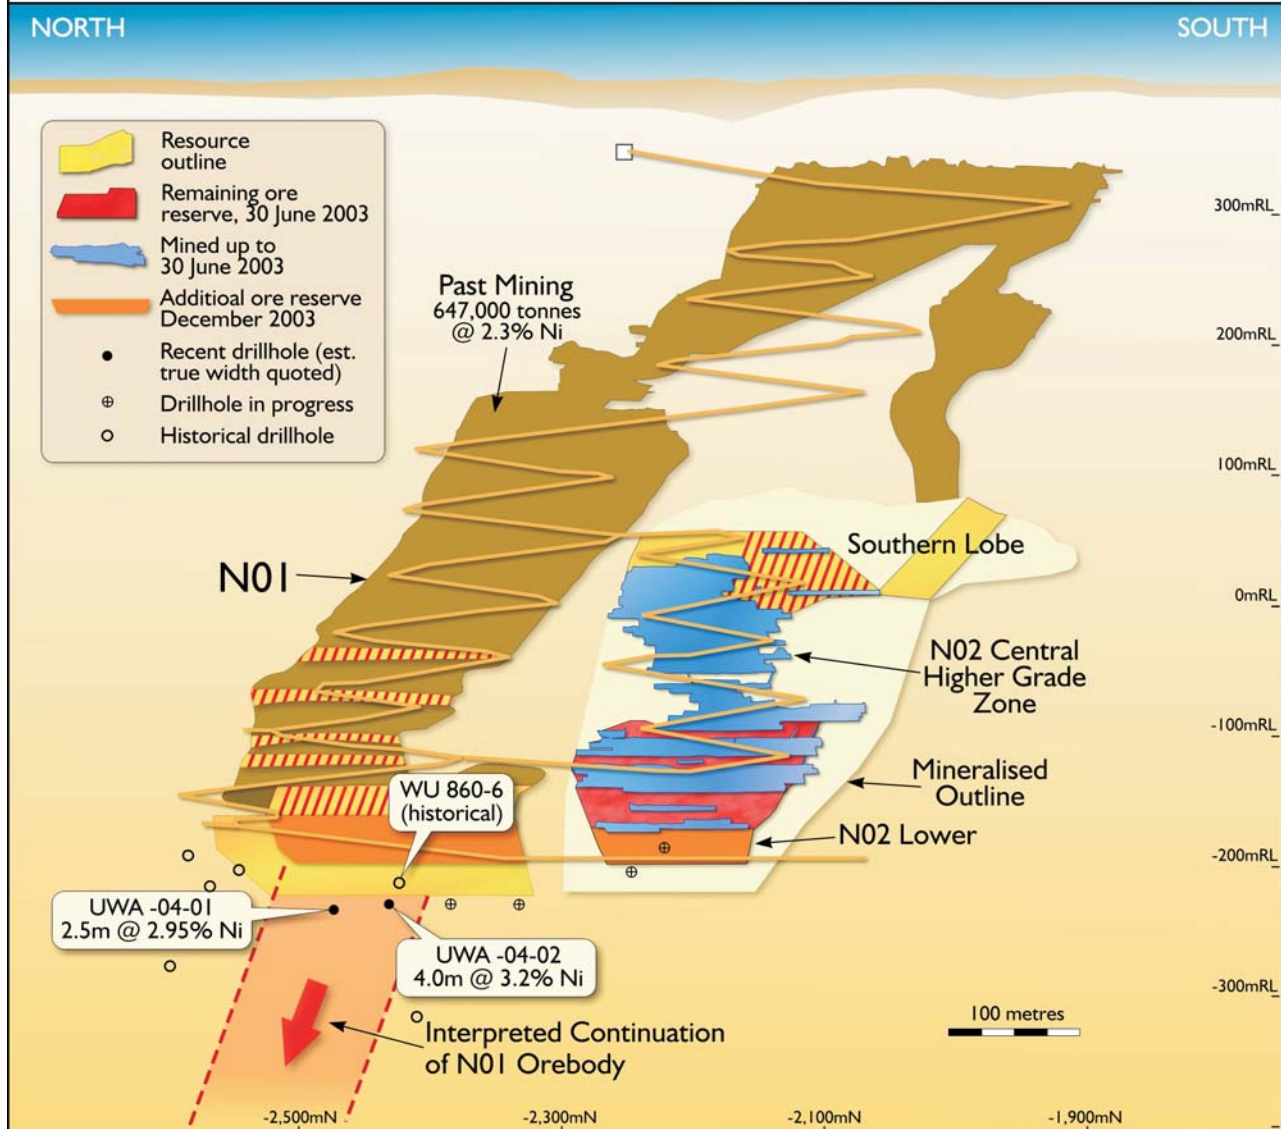 NORTH
SOUTH
Resource
outline
Remaining ore
reserve, 30 June 2003
Mined up to
30 June 2003
Additioal ore reserve
December 2003
Recent drillhole (est.
true width quoted)
Drillhole in progress
Historical drillhole
Past Mining
647,000 tonnes
@ 2.3% Ni
300mRL
200mRL
100mRL
0mRL
-100mRL
-200mRL
-300mRL
N01
Southern Lobe
N02 Central
Higher Grade
Zone
Mineralised
Outline
N02 Lower
WU 860-6
(historical)
UWA -04-01
2.5m @ 2.95% Ni
UWA -04-02
4.0m @ 3.2% Ni
Interpreted Continuation
of N01 Orebody
100 metres
-2,500mN
-2,300mN
-2,100mN
-1,900mN